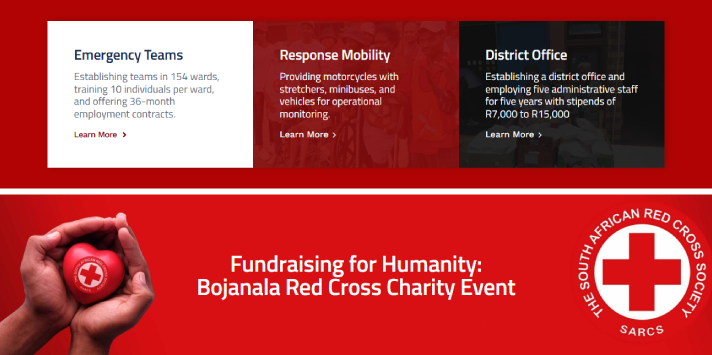 Emergency Teams
Establishing teams in 154 wards,
training 10 individuals per ward,
and offering 36-month
employment contracts.
Learn More >
Response Mobility
Providing motorcycles with
stretchers, minibuses, and
vehicles for operational
monitoring.
Learn More >
District Office
Establishing a district office and
employing five administrative staff
for five years with stipends of
R7,000 to R15,000
Learn More >
Fundraising for Humanity:
Bojanala Red Cross Charity Event
THE SOUTH AFRICAN RED CROSS SOCIETY
SARCS